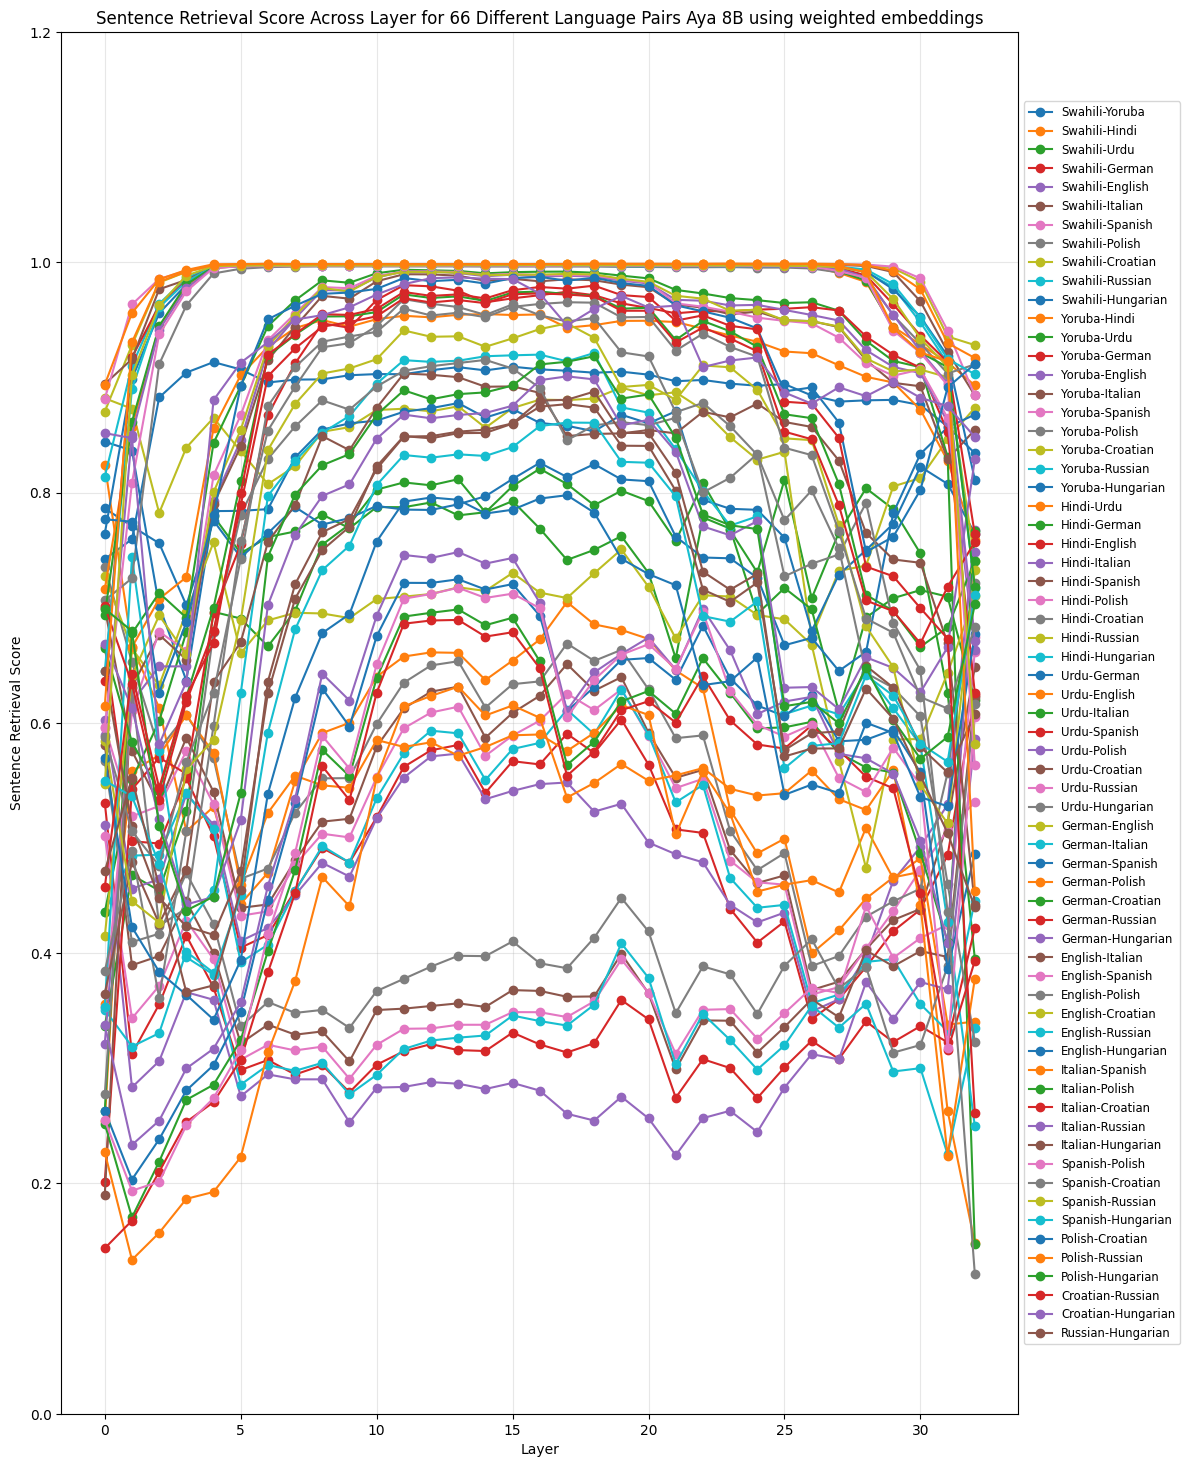 Sentence Retrieval Score Across Layer for 66 Different Language Pairs Aya 8B using weighted embeddings
1.2
1.0
0.8
0.6
0.4
0.2
0.0
Sentence Retrieval Score
0
5
10
15
20
25
30
Layer
Swahili-Yoruba
Swahili-Hindi
Swahili-Urdu
Swahili-German
Swahili-English
Swahili-Italian
Swahili-Spanish
Swahili-Polish
Swahili-Croatian
Swahili-Russian
Swahili-Hungarian
Yoruba-Hindi
Yoruba-Urdu
Yoruba-German
Yoruba-English
Yoruba-Italian
Yoruba-Spanish
Yoruba-Polish
Yoruba-Croatian
Yoruba-Russian
Yoruba-Hungarian
Hindi-Urdu
Hindi-German
Hindi-English
Hindi-Italian
Hindi-Spanish
Hindi-Polish
Hindi-Croatian
Hindi-Russian
Hindi-Hungarian
Urdu-German
Urdu-English
Urdu-Italian
Urdu-Spanish
Urdu-Polish
Urdu-Croatian
Urdu-Russian
Urdu-Hungarian
German-English
German-Italian
German-Spanish
German-Polish
German-Croatian
German-Russian
German-Hungarian
English-Italian
English-Spanish
English-Polish
English-Croatian
English-Russian
English-Hungarian
Italian-Spanish
Italian-Polish
Italian-Croatian
Italian-Russian
Italian-Hungarian
Spanish-Polish
Spanish-Croatian
Spanish-Russian
Spanish-Hungarian
Polish-Croatian
Polish-Russian
Polish-Hungarian
Croatian-Russian
Croatian-Hungarian
Russian-Hungarian